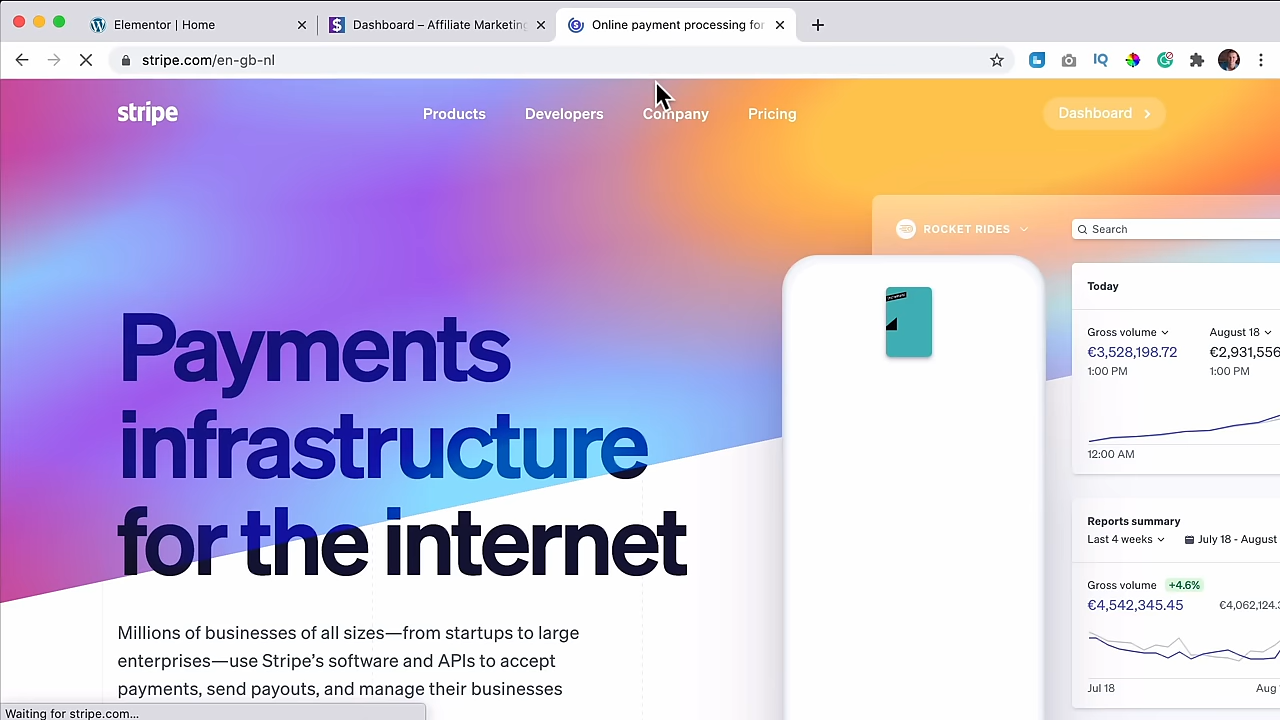 Elementor | Home
Dashboard – Affiliate Marketing
Online payment processing for
stripe.com/en-gb-nl
stripe
Products
Developers
Company
Pricing
Dashboard
ROCKET RIDES
Search
Today
Gross volume
August 18
€3,528,198.72
€2,931,556
1:00 PM
1:00 PM
12:00 AM
Payments
infrastructure
for the internet
Reports summary
Last 4 weeks
July 18 - August
Gross volume +4.6%
€4,542,345.45
€4,062,124.3
Jul 18
Aug
Millions of businesses of all sizes—from startups to large
enterprises—use Stripe’s software and APIs to accept
payments, send payouts, and manage their businesses
Waiting for stripe.com...